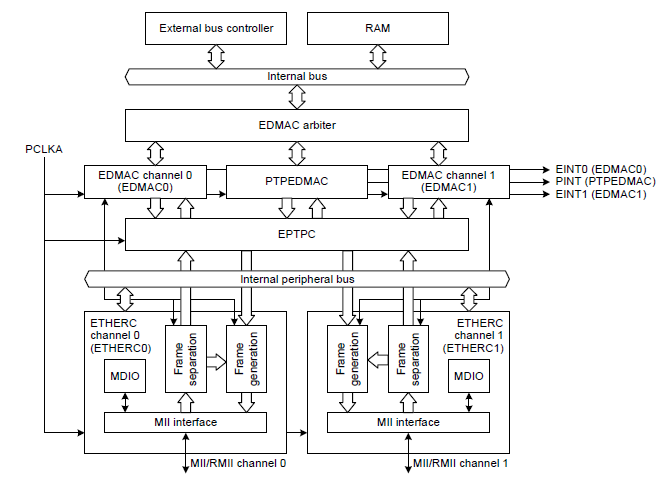 External bus controller
RAM
Internal bus
EDMAC arbiter
PCLKA
EDMAC channel 0
(EDMAC0)
PTPEDMAC
EDMAC channel 1
(EDMAC1)
EINT0 (EDMAC0)
PINT (PTPEDMAC)
EINT1 (EDMAC1)
EPTPC
Internal peripheral bus
ETHERC
channel 0
(ETHERC0)
Frame
separation
Frame
generation
MDIO
MII interface
Frame
generation
Frame
separation
ETHERC
channel 1
(ETHERC1)
MDIO
MII interface
MII/RMII channel 0
MII/RMII channel 1